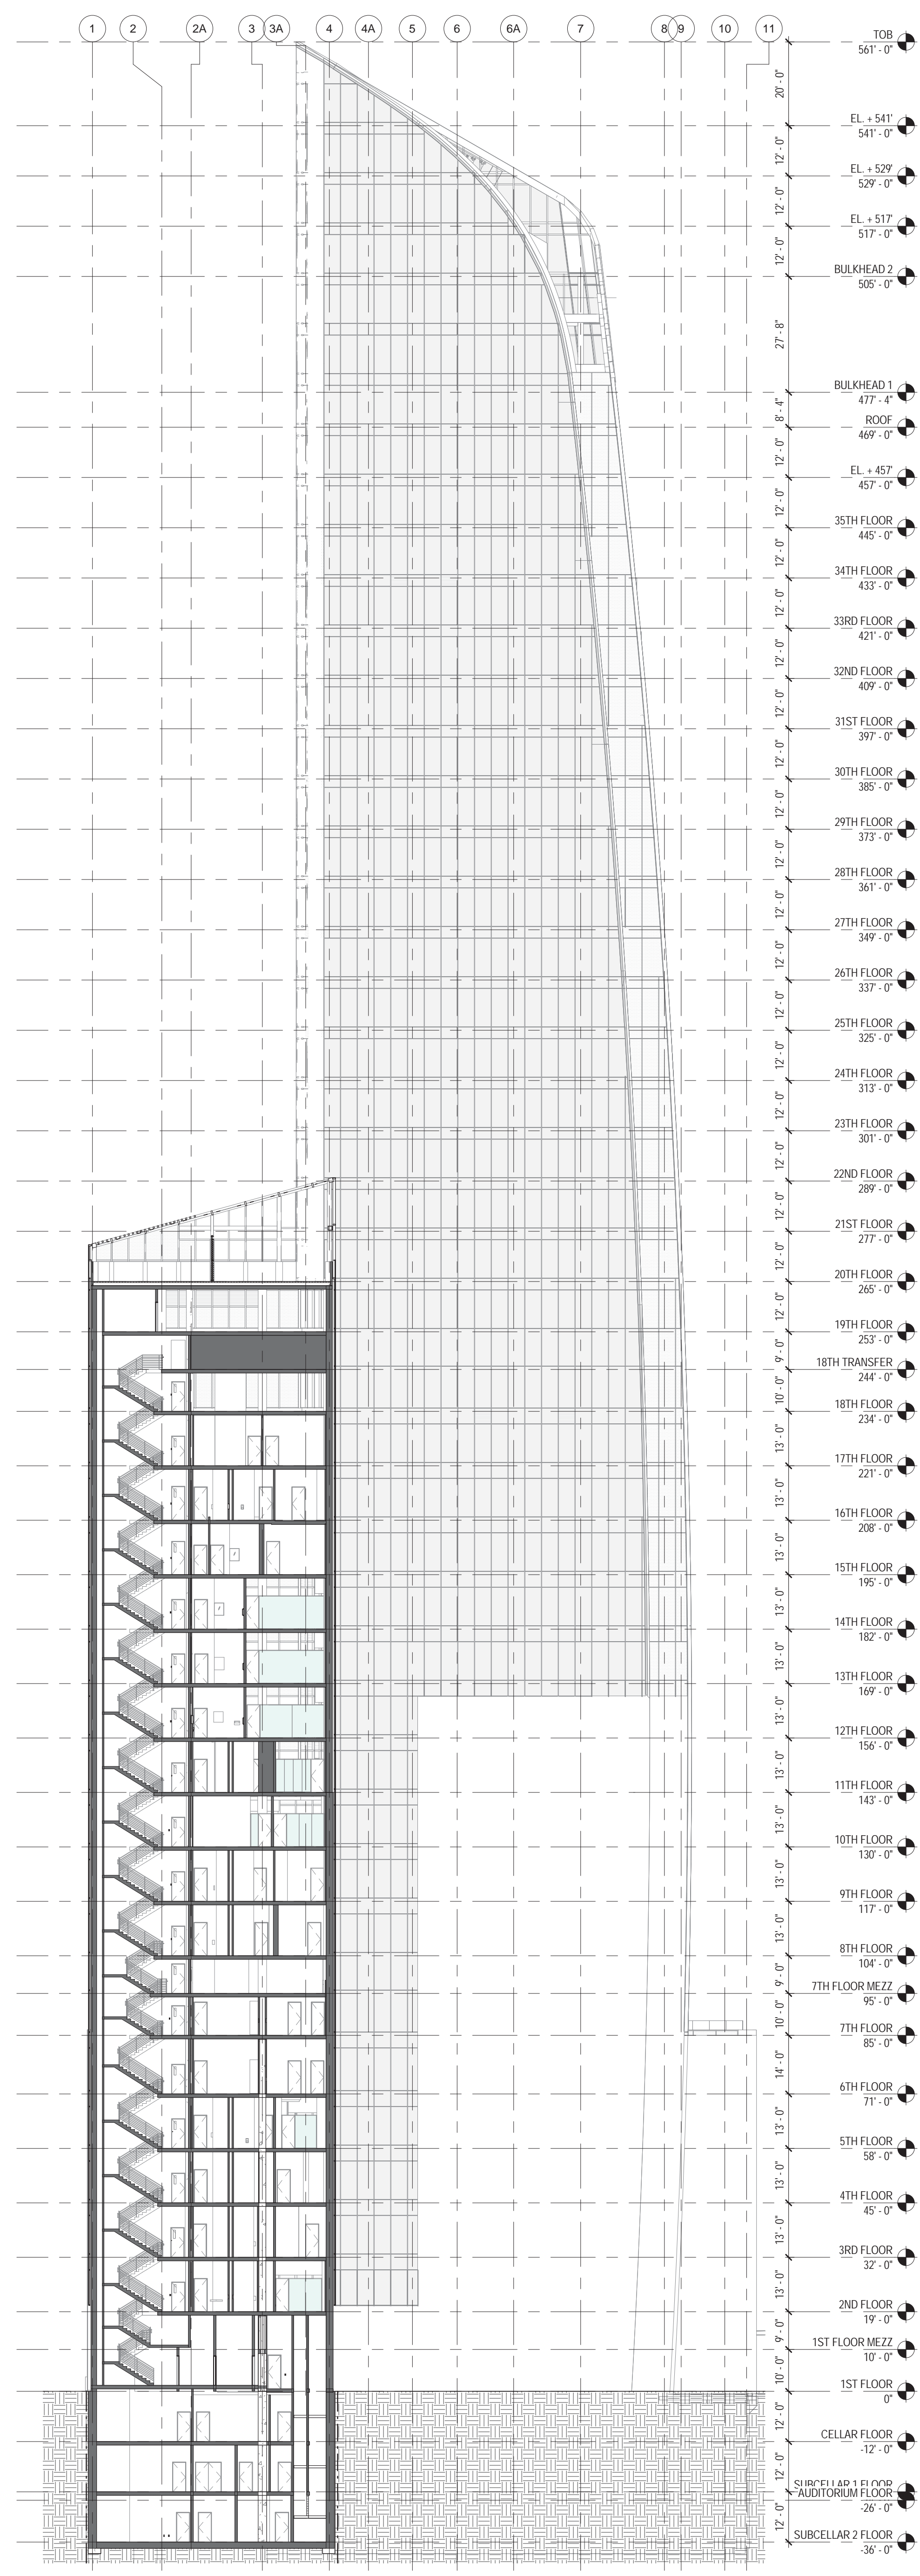 1 2 2A 3 3A 4 4A 5 6 6A 7 8 9 10 11
TOB
561' - 0"
20' - 0"
EL. + 541'
541' - 0"
12' - 0"
EL. + 529'
529' - 0"
12' - 0"
EL. + 517'
517' - 0"
12' - 0"
BULKHEAD 2
505' - 0"
27' - 8"
BULKHEAD 1
477' - 4"
8' - 4"
ROOF
469' - 0"
12' - 0"
EL. + 457'
457' - 0"
12' - 0"
35TH FLOOR
445' - 0"
12' - 0"
34TH FLOOR
433' - 0"
12' - 0"
33RD FLOOR
421' - 0"
12' - 0"
32ND FLOOR
409' - 0"
12' - 0"
31ST FLOOR
397' - 0"
12' - 0"
30TH FLOOR
385' - 0"
12' - 0"
29TH FLOOR
373' - 0"
12' - 0"
28TH FLOOR
361' - 0"
12' - 0"
27TH FLOOR
349' - 0"
12' - 0"
26TH FLOOR
337' - 0"
12' - 0"
25TH FLOOR
325' - 0"
12' - 0"
24TH FLOOR
313' - 0"
12' - 0"
23TH FLOOR
301' - 0"
12' - 0"
22ND FLOOR
289' - 0"
12' - 0"
21ST FLOOR
277' - 0"
12' - 0"
20TH FLOOR
265' - 0"
12' - 0"
19TH FLOOR
253' - 0"
9' - 0"
18TH TRANSFER
244' - 0"
10' - 0"
18TH FLOOR
234' - 0"
13' - 0"
17TH FLOOR
221' - 0"
13' - 0"
16TH FLOOR
208' - 0"
13' - 0"
15TH FLOOR
195' - 0"
13' - 0"
14TH FLOOR
182' - 0"
13' - 0"
13TH FLOOR
169' - 0"
13' - 0"
12TH FLOOR
156' - 0"
13' - 0"
11TH FLOOR
143' - 0"
13' - 0"
10TH FLOOR
130' - 0"
13' - 0"
9TH FLOOR
117' - 0"
13' - 0"
8TH FLOOR
104' - 0"
9' - 0"
7TH FLOOR MEZZ
95' - 0"
10' - 0"
7TH FLOOR
85' - 0"
14' - 0"
6TH FLOOR
71' - 0"
13' - 0"
5TH FLOOR
58' - 0"
13' - 0"
4TH FLOOR
45' - 0"
13' - 0"
3RD FLOOR
32' - 0"
13' - 0"
2ND FLOOR
19' - 0"
9' - 0"
1ST FLOOR MEZZ
10' - 0"
10' - 0"
1ST FLOOR
0"
12' - 0"
CELLAR FLOOR
-12' - 0"
12' - 0"
SUBCELLAR 1 FLOOR
AUDITORIUM FLOOR
-26' - 0"
12' - 0"
SUBCELLAR 2 FLOOR
-36' - 0"